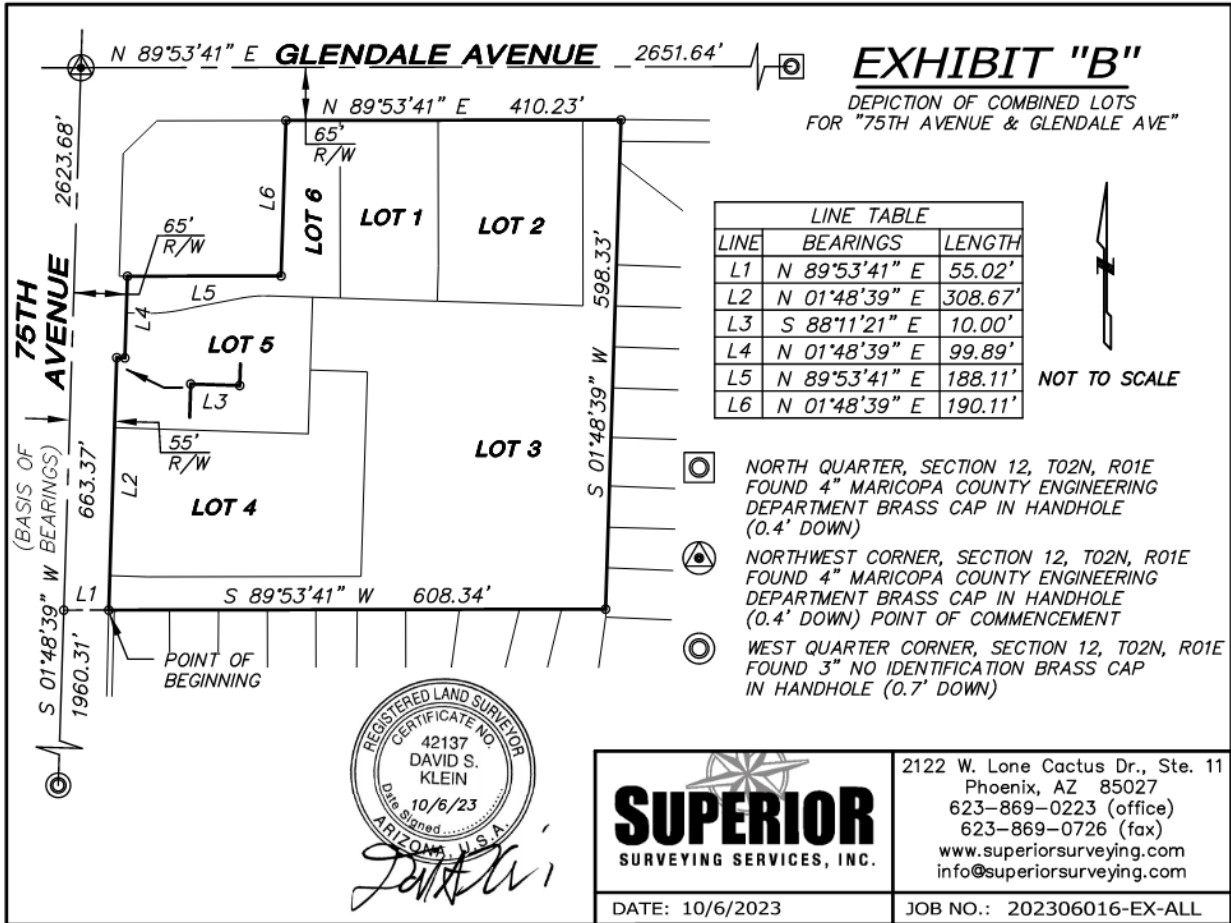 N 89°53'41" E GLENDALE AVENUE 2651.64'
EXHIBIT "B"
DEPICTION OF COMBINED LOTS
FOR "75TH AVENUE & GLENDALE AVE"
N 89°53'41" E 410.23'
65'
R/W
2623.68'
L6
LOT 6
LOT 1
LOT 2
65'
R/W
L5
L4
75TH
AVENUE
LOT 5
L3
598.33'
S 01°48'39" W
55'
R/W
LOT 3
L2
LOT 4
(BASIS OF
S 01°48'39" W BEARINGS)
663.37'
L1
S 89°53'41" W 608.34'
1960.31'
POINT OF
BEGINNING
LINE TABLE
LINE BEARINGS LENGTH
L1 N 89°53'41" E 55.02'
L2 N 01°48'39" E 308.67'
L3 S 88°11'21" E 10.00'
L4 N 01°48'39" E 99.89'
L5 N 89°53'41" E 188.11'
L6 N 01°48'39" E 190.11'
N
NOT TO SCALE
NORTH QUARTER, SECTION 12, T02N, R01E
FOUND 4" MARICOPA COUNTY ENGINEERING
DEPARTMENT BRASS CAP IN HANDHOLE
(0.4' DOWN)
NORTHWEST CORNER, SECTION 12, T02N, R01E
FOUND 4" MARICOPA COUNTY ENGINEERING
DEPARTMENT BRASS CAP IN HANDHOLE
(0.4' DOWN) POINT OF COMMENCEMENT
WEST QUARTER CORNER, SECTION 12, T02N, R01E
FOUND 3" NO IDENTIFICATION BRASS CAP
IN HANDHOLE (0.7' DOWN)
REGISTERED LAND SURVEYOR
CERTIFICATE NO.
42137
DAVID S.
KLEIN
10/6/23
Date Signed
ARIZONA, U.S.A.
SUPERIOR
SURVEYING SERVICES, INC.
2122 W. Lone Cactus Dr., Ste. 11
Phoenix, AZ 85027
623-869-0223 (office)
623-869-0726 (fax)
www.superiorsurveying.com
info@superiorsurveying.com
DATE: 10/6/2023
JOB NO.: 202306016-EX-ALL